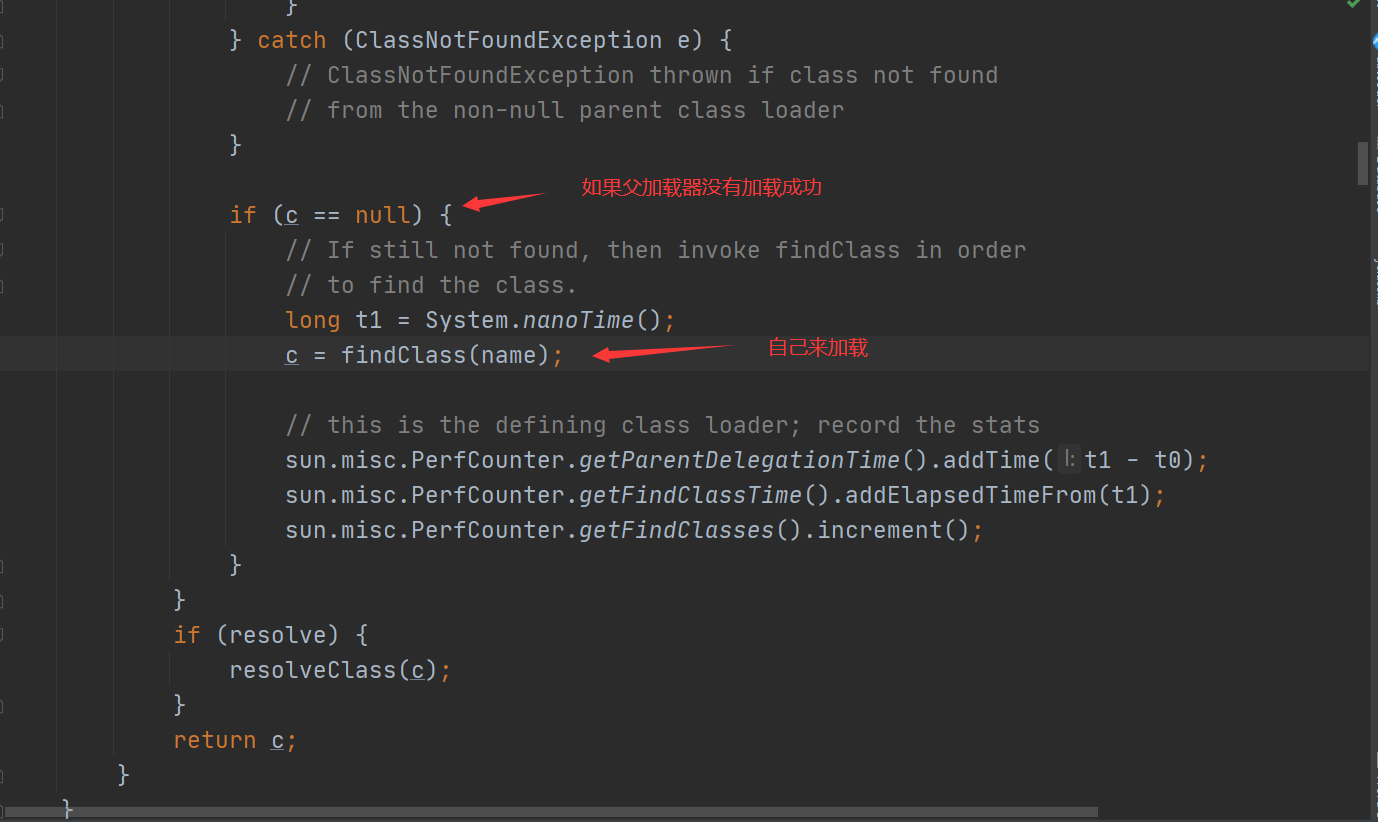 }
} catch (ClassNotFoundException e) {
// ClassNotFoundException thrown if class not found
// from the non-null parent class loader
}
如果父加载器没有加载成功
if (c == null) {
// If still not found, then invoke findClass in order
// to find the class.
long t1 = System.nanoTime();
c = findClass(name);
自己来加载
// this is the defining class loader; record the stats
sun.misc.PerfCounter.getParentDelegationTime().addTime( l: t1 - t0);
sun.misc.PerfCounter.getFindClassTime().addElapsedTimeFrom(t1);
sun.misc.PerfCounter.getFindClasses().increment();
}
}
if (resolve) {
resolveClass(c);
}
return c;
}
}